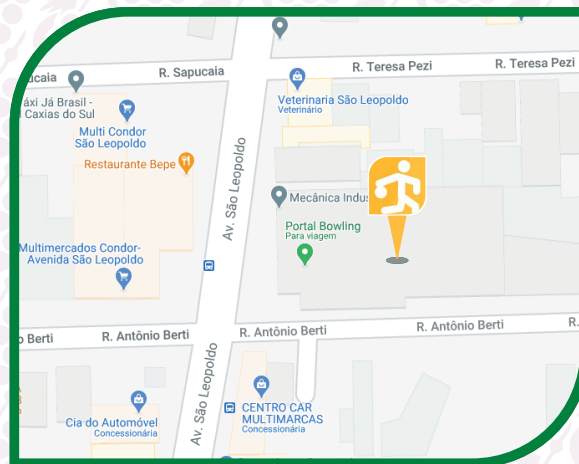 R. Sapucaia
R. Teresa Pezi
R. Teresa Pezi
ucaia
áxi Já Brasil -
Caxias do Sul
Veterinaria São Leopoldo
Veterinário
Multi Condor
São Leopoldo
Restaurante Bepe
Av. São Leopoldo
Mecânica Indus
Portal Bowling
Para viagem
Multimercados Condor-
Avenida São Leopoldo
o Berti
R. Antônio Berti
R. Antônio Berti
R. Antônio Berti
R.
Av. São Leopoldo
CENTRO CAR
MULTIMARCAS
Concessionária
Cia do Automóvel
Concessionária